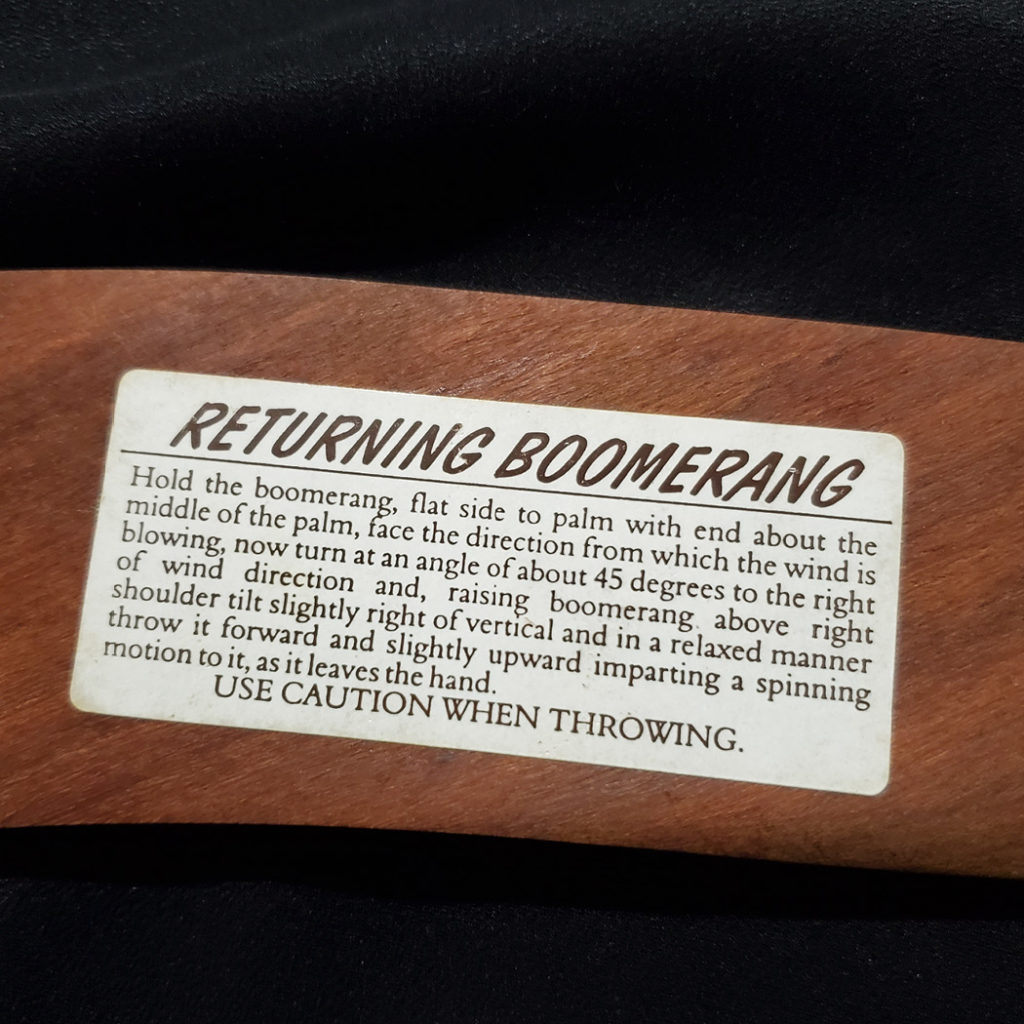 RETURNING BOOMERANG
Hold the boomerang, flat side to palm with end about the
middle of the palm, face the direction from which the wind is
blowing, now turn at an angle of about 45 degrees to the right
of wind direction and, raising boomerang above right
shoulder tilt slightly right of vertical and in a relaxed manner
throw it forward and slightly upward imparting a spinning
motion to it, as it leaves the hand.
USE CAUTION WHEN THROWING.